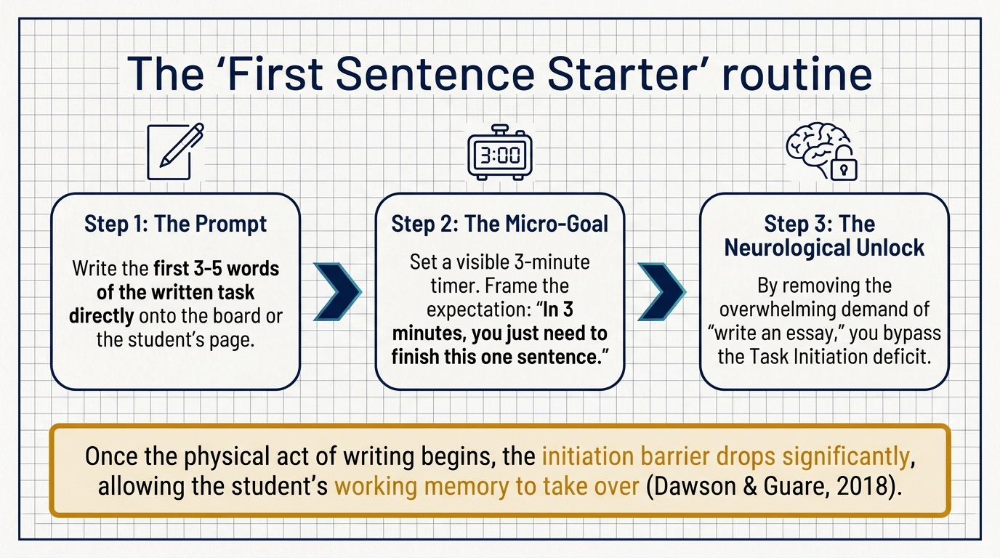 The ‘First Sentence Starter’ routine
3:00
Step 1: The Prompt
Write the first 3-5 words
of the written task
directly onto the board or
the student’s page.
Step 2: The Micro-Goal
Set a visible 3-minute
timer. Frame the
expectation: “In 3
minutes, you just need to
finish this one sentence.”
Step 3: The
Neurological Unlock
By removing the
overwhelming demand of
“write an essay,” you bypass
the Task Initiation deficit.
Once the physical act of writing begins, the initiation barrier drops significantly,
allowing the student’s working memory to take over (Dawson & Guare, 2018).